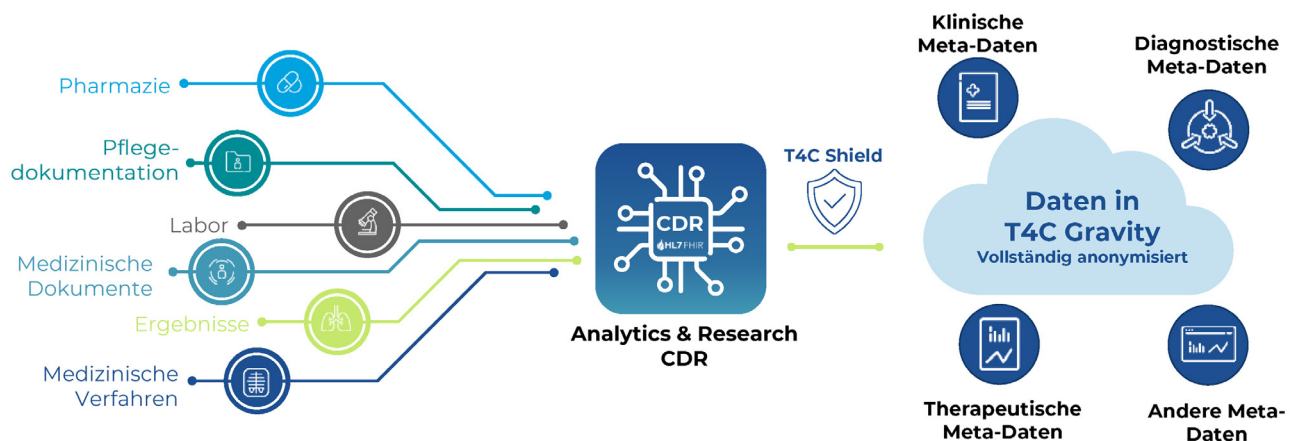 Pharmazie
Pflege-
dokumentation
Labor
Medizinische
Dokumente
Ergebnisse
Medizinische
Verfahren
CDR
HL7 FHIR
Analytics & Research
CDR
T4C Shield
Klinische
Meta-Daten
Diagnostische
Meta-Daten
Daten in
T4C Gravity
Vollständig anonymisiert
Therapeutische
Meta-Daten
Andere Meta-
Daten